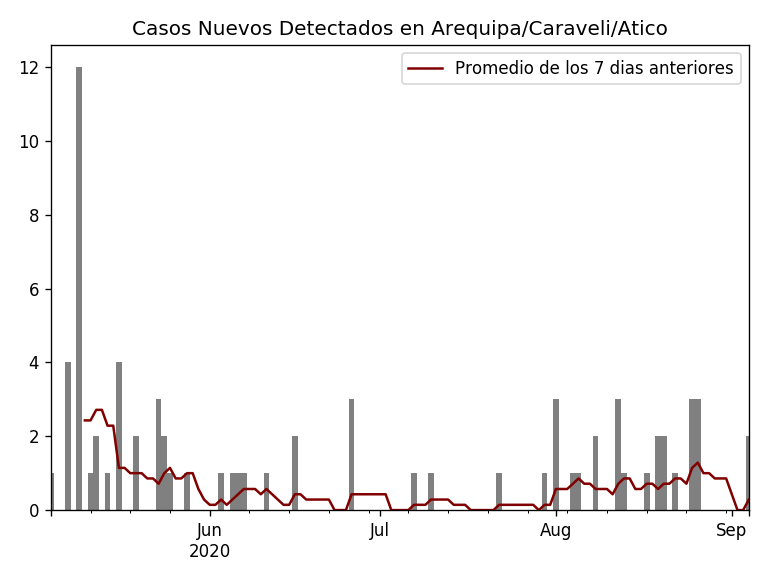 Casos Nuevos Detectados en Arequipa/Caraveli/Atico
Promedio de los 7 dias anteriores
12
10
8
6
4
2
0
Jun
2020
Jul
Aug
Sep